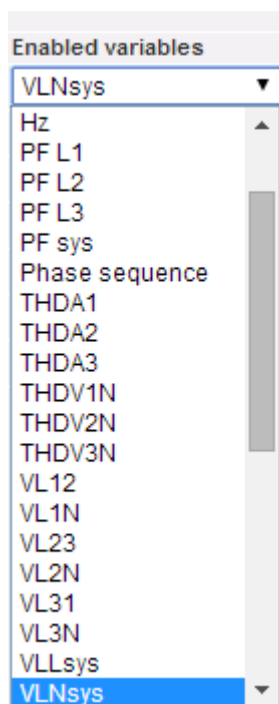 Enabled variables
VLNsys
Hz
PF L1
PF L2
PF L3
PF sys
Phase sequence
THDA1
THDA2
THDA3
THDV1N
THDV2N
THDV3N
VL12
VL1N
VL23
VL2N
VL31
VL3N
VLLsys
VLNsys